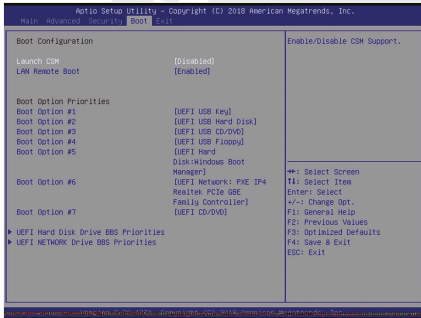 Aptio Setup Utility – Copyright (C) 2018 American Megatrends, Inc.
Main Advanced Security Boot Exit
Boot Configuration
Launch CSM [Disabled]
LAN Remote Boot [Enabled]
Boot Option Priorities
Boot Option #1 [UEFI USB Key]
Boot Option #2 [UEFI USB Hard Disk]
Boot Option #3 [UEFI USB CD/DVD]
Boot Option #4 [UEFI USB Floppy]
Boot Option #5 [UEFI Hard
Disk:Windows Boot
Manager]
Boot Option #6 [UEFI Network: PXE IP4
Realtek PCIe GBE
Family Controller]
Boot Option #7 [UEFI CD/DVD]
UEFI Hard Disk Drive BBS Priorities
UEFI NETWORK Drive BBS Priorities
Enable/Disable CSM Support.
→←: Select Screen
↑↓: Select Item
Enter: Select
+/-: Change Opt.
F1: General Help
F2: Previous Values
F3: Optimized Defaults
F4: Save & Exit
ESC: Exit
Copyright (C) 2018 American Megatrends, Inc.